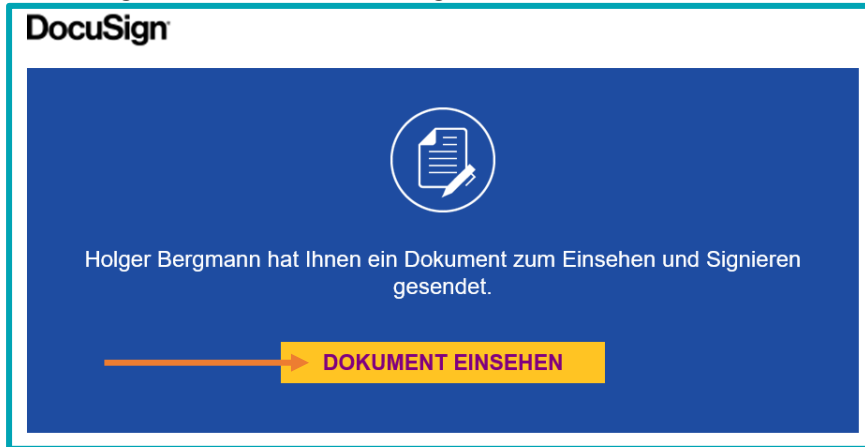 DocuSign
Holger Bergmann hat Ihnen ein Dokument zum Einsehen und Signieren
gesendet.
DOKUMENT EINSEHEN